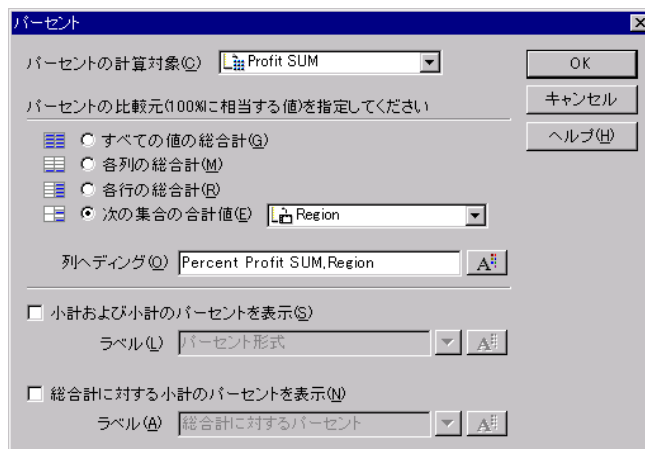 パーセント
パーセントの計算対象(C) Profit SUM
OK
パーセントの比較元(100%に相当する値)を指定してください
キャンセル
すべての値の総合計(G)
ヘルプ(H)
各列の総合計(M)
各行の総合計(R)
次の集合の合計値(E) Region
列ヘディング(O) Percent Profit SUM,Region
小計および小計のパーセントを表示(S)
ラベル(L) パーセント形式
総合計に対する小計のパーセントを表示(N)
ラベル(A) 総合計に対するパーセント